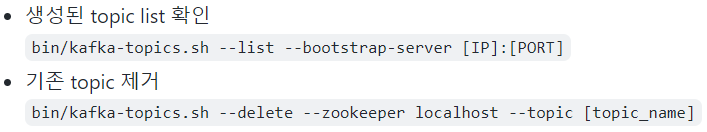 생성된 topic list 확인
bin/kafka-topics.sh --list --bootstrap-server [IP]:[PORT]
기존 topic 제거
bin/kafka-topics.sh --delete --zookeeper localhost --topic [topic_name]